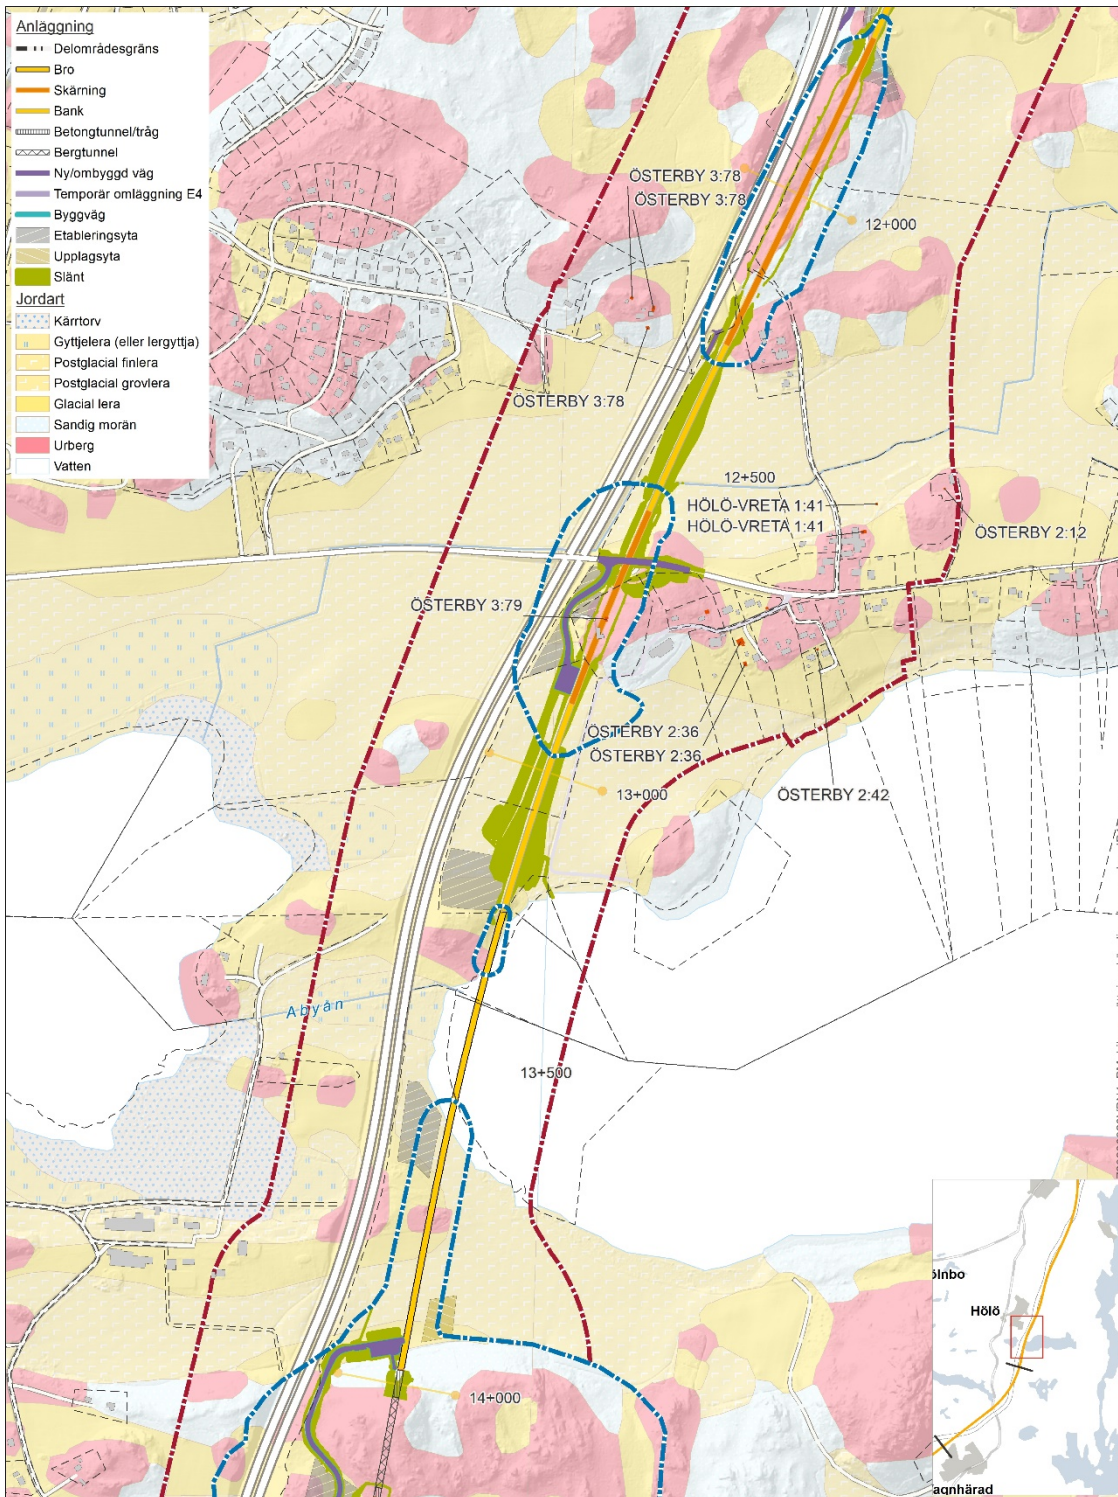 Anläggning
Delområdesgräns
Bro
Skärning
Bank
Betongtunnel/tråg
Bergtunnel
Ny/ombyggd väg
Temporär omläggning E4
Byggväg
Etableringsyta
Upplagsyta
Slänt
Jordart
Kärrtorv
Gyttjelera (eller lergyttja)
Postglacial finlera
Postglacial grovlera
Glacial lera
Sandig morän
Urberg
Vatten
ÖSTERBY 3:78
ÖSTERBY 3:78
12+000
ÖSTERBY 3:78
12+500
HÖLÖ-VRETA 1:41
HÖLÖ-VRETA 1:41
ÖSTERBY 2:12
ÖSTERBY 3:79
ÖSTERBY 2:36
ÖSTERBY 2:36
ÖSTERBY 2:42
13+000
Åbyån
13+500
14+000
ölnbo
Hölö
agnhärad